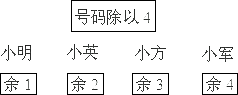 号码除以 4
小明 小英 小方 小军
余 1 余 2 余 3 余 4